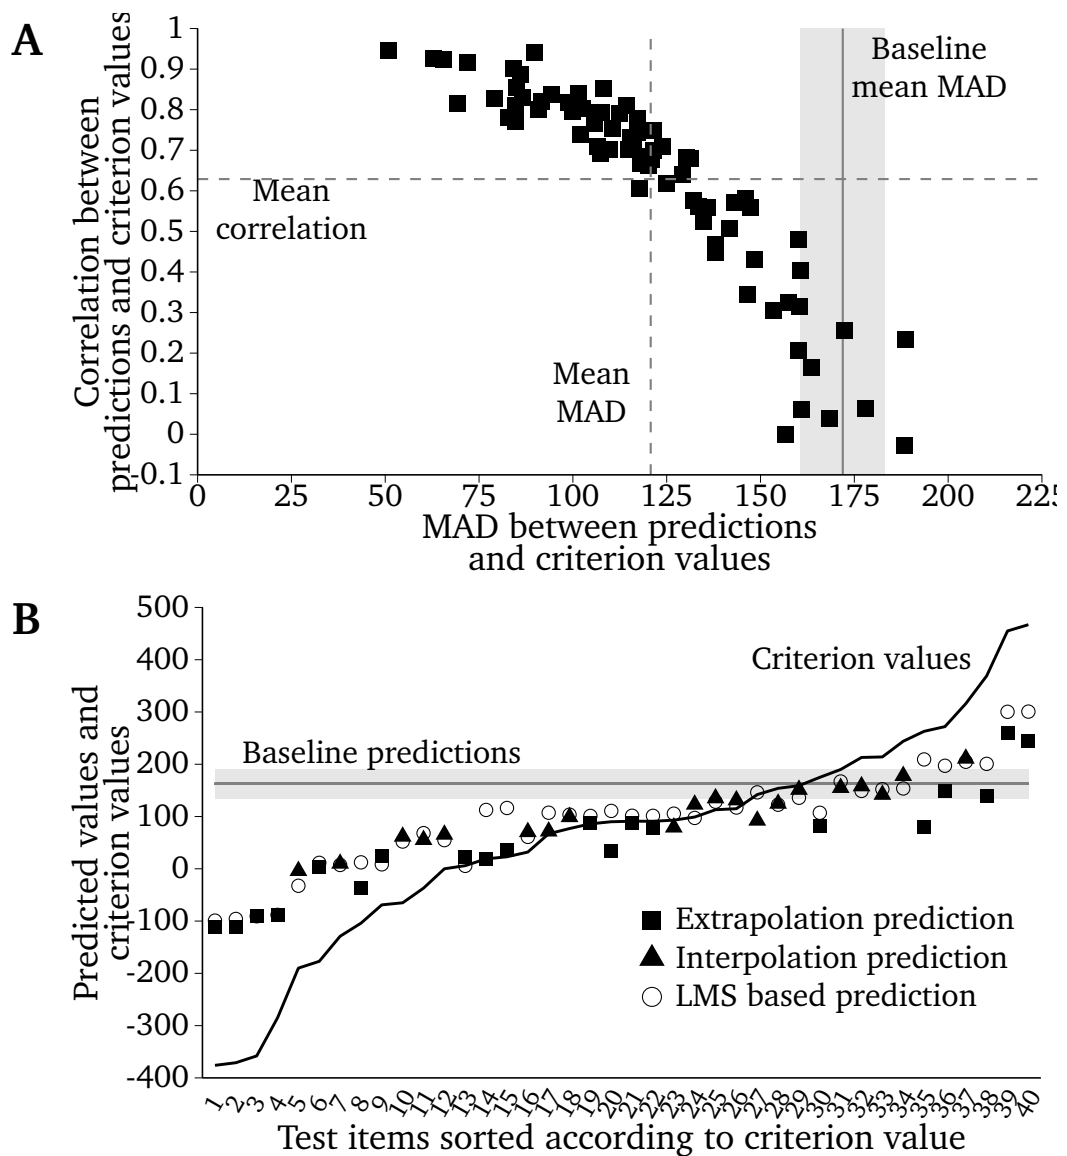 A
Correlation between
predictions and criterion values
1
0.9
0.8
0.7
0.6
0.5
0.4
0.3
0.2
0.1
0
-0.1
Baseline
mean MAD
Mean
correlation
Mean
MAD
0 25 50 75 100 125 150 175 200 225
MAD between predictions
and criterion values
B
Predicted values and
criterion values
500
400
300
200
100
0
-100
-200
-300
-400
Criterion values
Baseline predictions
Extrapolation prediction
Interpolation prediction
LMS based prediction
1 2 3 4 5 6 7 8 9 10 11 12 13 14 15 16 17 18 19 20 21 22 23 24 25 26 27 28 29 30 31 32 33 34 35 36 37 38 39 40
Test items sorted according to criterion value